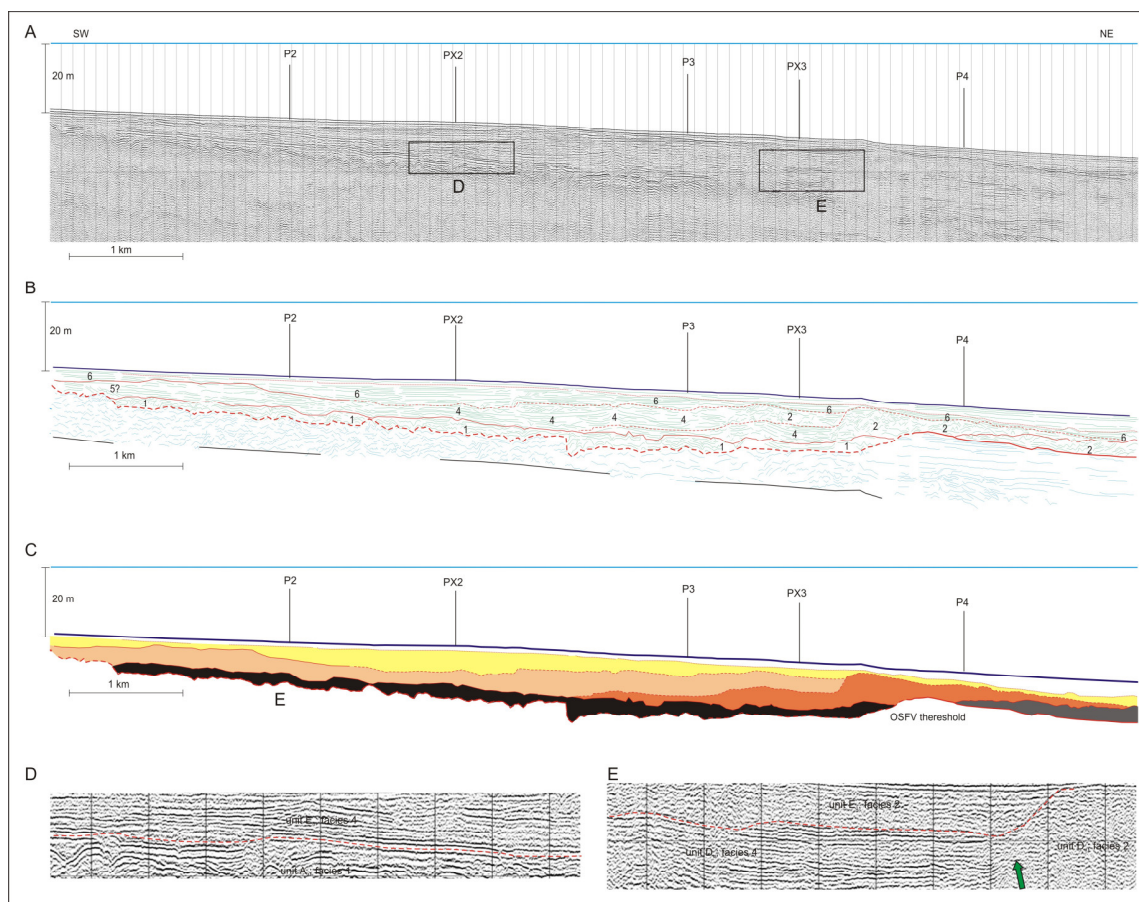 A
SW
NE
20 m
P2
PX2
P3
PX3
P4
D
E
1 km
B
20 m
P2
PX2
P3
PX3
P4
6
5?
1
6
4
1
4
1
6
4
4
1
2
6
4
1
2
6
2
6
2
1 km
C
20 m
P2
PX2
P3
PX3
P4
1 km
E
OSFV thereshold
D
unit E , facies 4
unit A , facies 1
E
unit E , facies
unit D , facies 4
unit D , facies 2